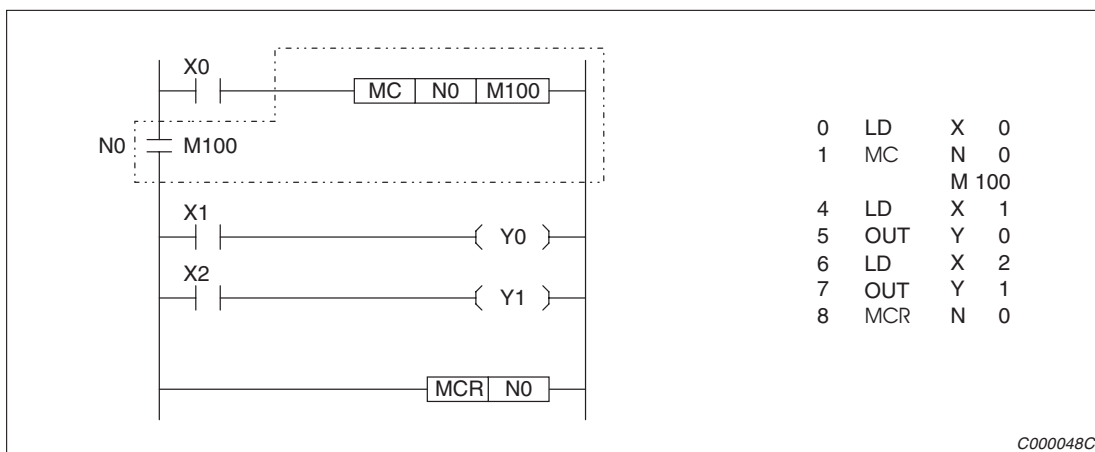 X0
MC N0 M100
N0 M100
X1
Y0
X2
Y1
MCR N0
0 LD X 0
1 MC N 0
M 100
4 LD X 1
5 OUT Y 0
6 LD X 2
7 OUT Y 1
8 MCR N 0
C000048C